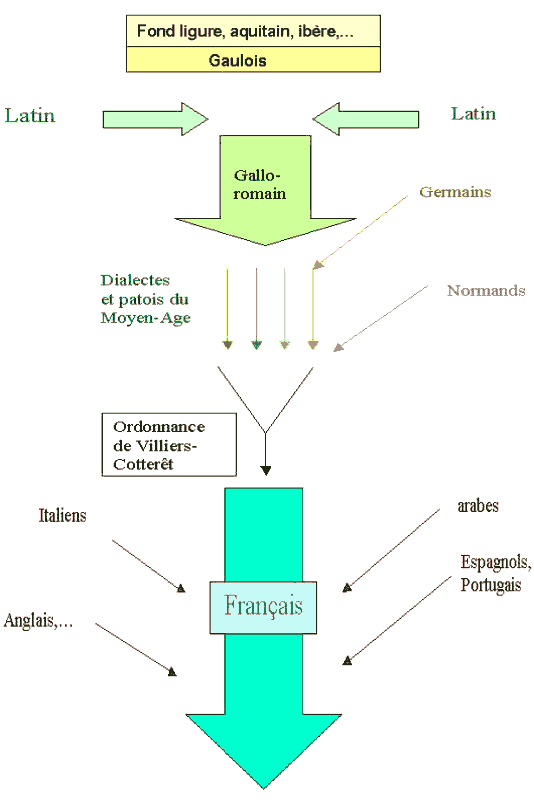 Fond ligure, aquitain, ibère,...
Gaulois
Latin
Latin
Gallo-
romain
Germains
Dialectes
et patois du
Moyen-Age
Normands
Ordonnance
de Villiers-
Cotterêt
Italiens
arabes
Espagnols,
Portugais
Français
Anglais,...